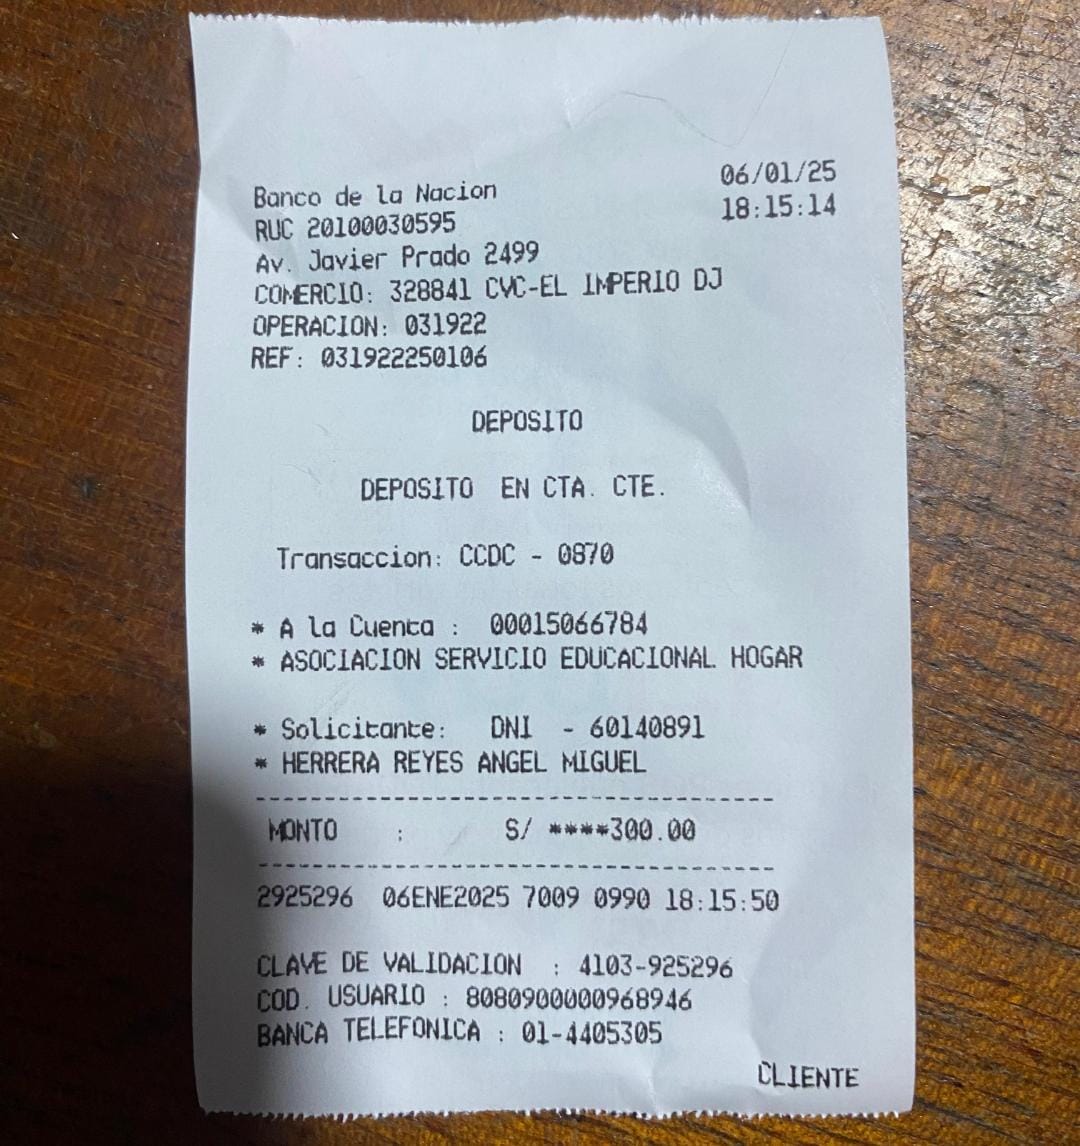 Banco de la Nacion 06/01/25
RUC 20100030595 18:15:14
Av. Javier Prado 2499
COMERCIO: 328841 CVC-EL IMPERIO DJ
OPERACION: 031922
REF: 031922250106
DEPOSITO
DEPOSITO EN CTA. CTE.
Transaccion: CCDC - 0870
* A la Cuenta : 00015066784
* ASOCIACION SERVICIO EDUCACIONAL HOGAR
* Solicitante: DNI - 60140891
* HERRERA REYES ANGEL MIGUEL
MONTO : S/ ****300.00
2925296 06ENE2025 7009 0990 18:15:50
CLAVE DE VALIDACION : 4103-925296
COD. USUARIO : 8080900000968946
BANCA TELEFONICA : 01-4405305
CLIENTE